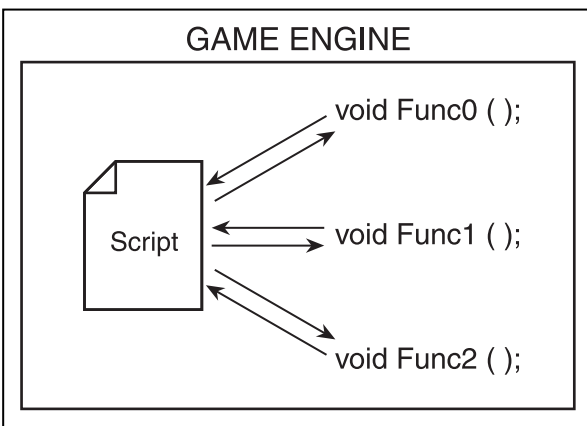 GAME ENGINE
void Func0 ( );
Script
void Func1 ( );
void Func2 ( );